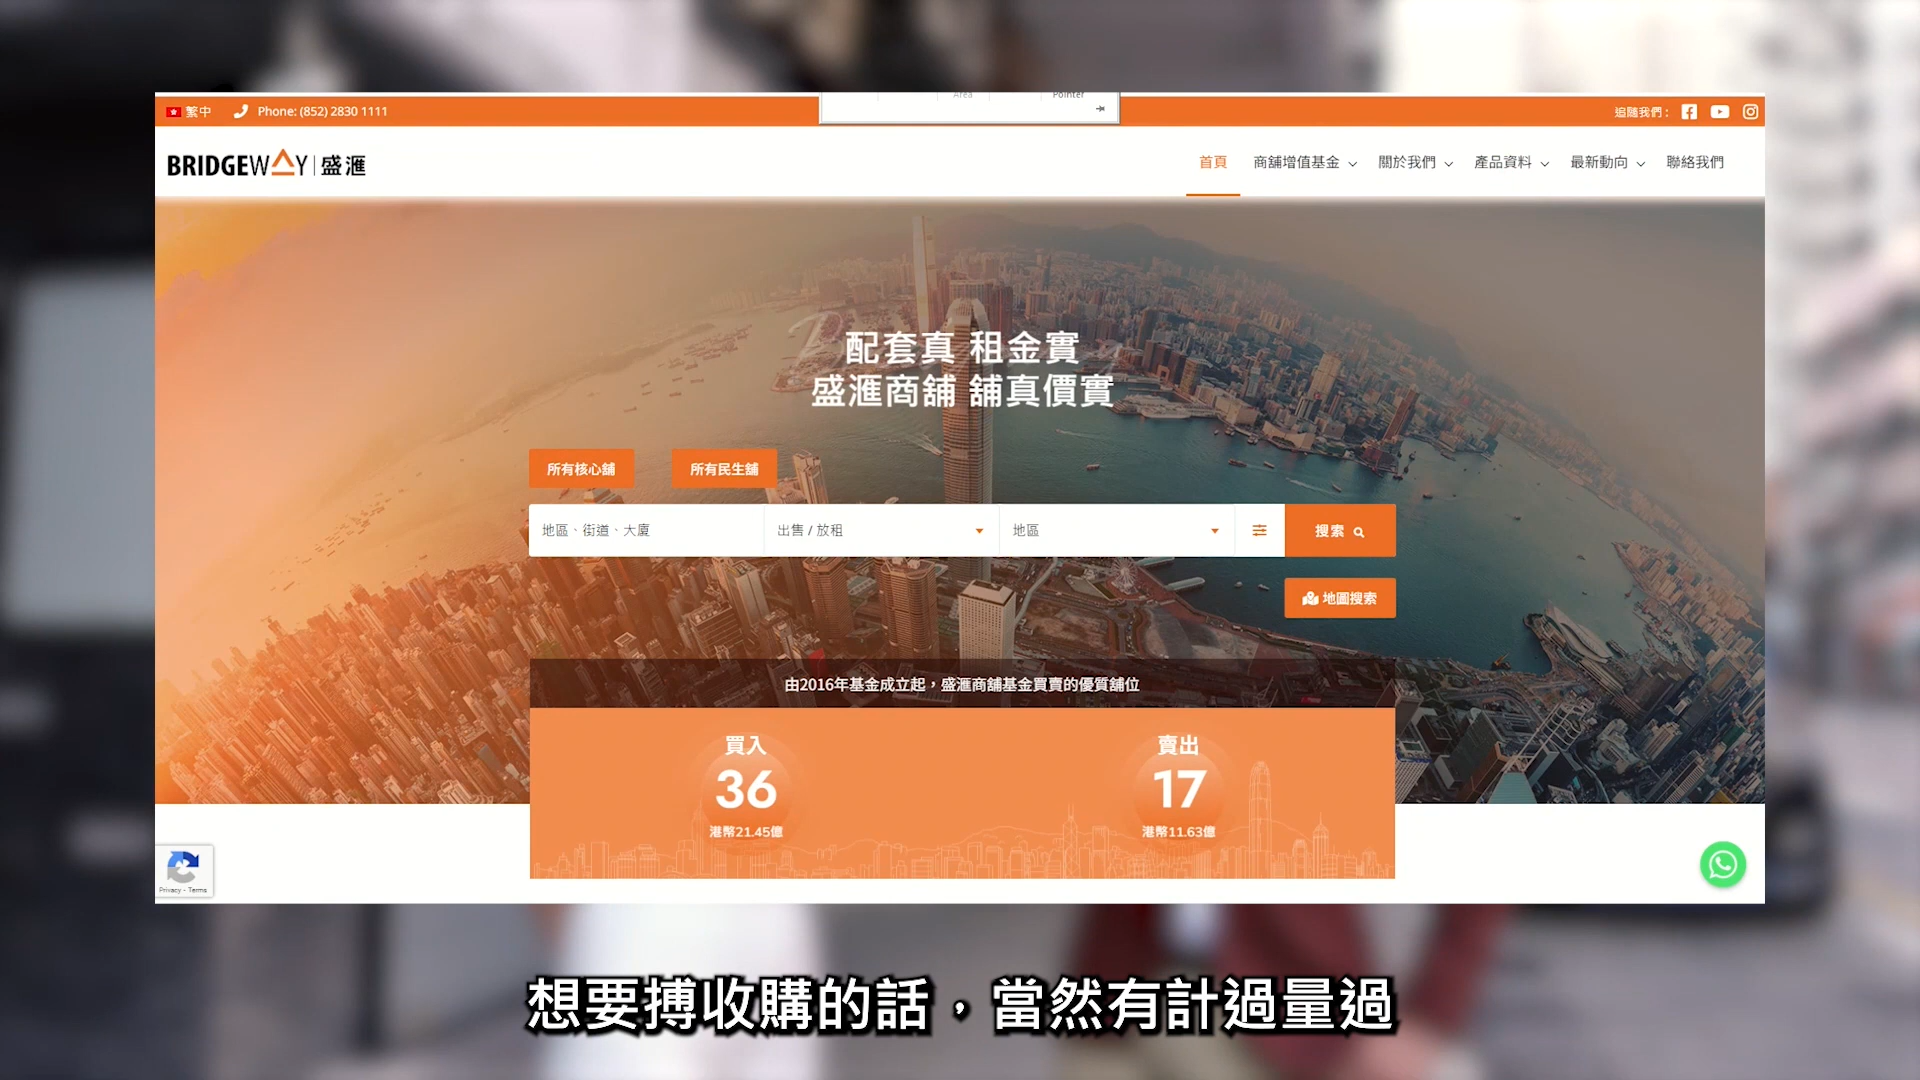 Area
Pointer
繁中
Phone: (852) 2830 1111
追隨我們 :
BRIDGEWAY | 盛滙
首頁
商舖增值基金
關於我們
產品資料
最新動向
聯絡我們
配套真 租金實
盛滙商舖 舖真價實
所有核心舖
所有民生舖
地區、街道、大廈
出售 / 放租
地區
搜索
地圖搜索
由2016年基金成立起，盛滙商舖基金買賣的優質舖位
買入
36
港幣21.45億
賣出
17
港幣11.63億
Privacy - Terms
想要搏收購的話，當然有計過量過